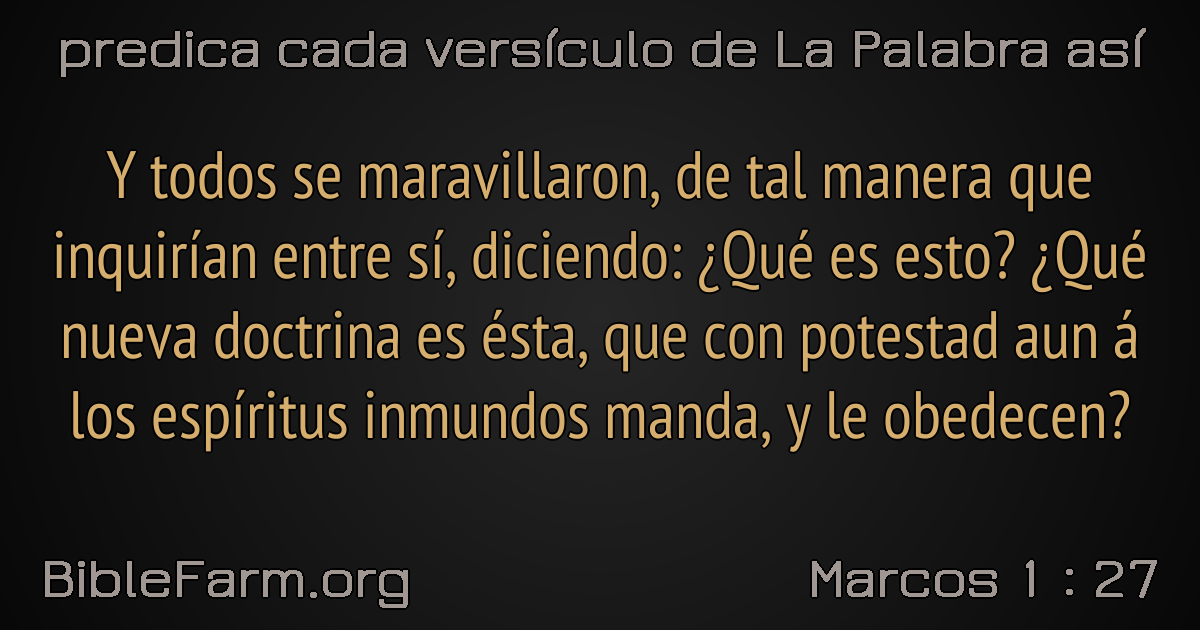 predica cada versículo de La Palabra así
Y todos se maravillaron, de tal manera que
inquirían entre sí, diciendo: ¿Qué es esto? ¿Qué
nueva doctrina es ésta, que con potestad aun á
los espíritus inmundos manda, y le obedecen?
BibleFarm.org
Marcos 1 : 27